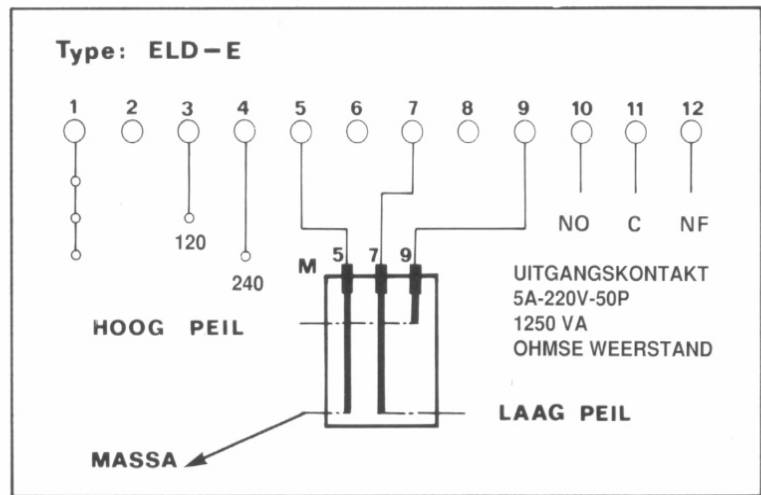 Type: ELD-E
1 2 3 4 5 6 7 8 9 10 11 12
120
240
NO C NF
M 5 7 9
UITGANGSKONTAKT
5A-220V-50P
1250 VA
OHMSE WEERSTAND
HOOG PEIL
LAAG PEIL
MASSA